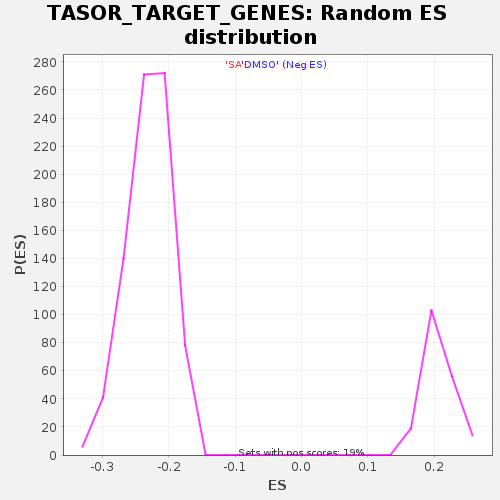 TASOR_TARGET_GENES: Random ES
distribution
'SA'DMSO' (Neg ES)
280
260
240
220
200
180
160
140
120
100
80
60
40
20
0
P(ES)
Sets with pos scores: 19%
-0.3 -0.2 -0.1 0.0 0.1 0.2
ES